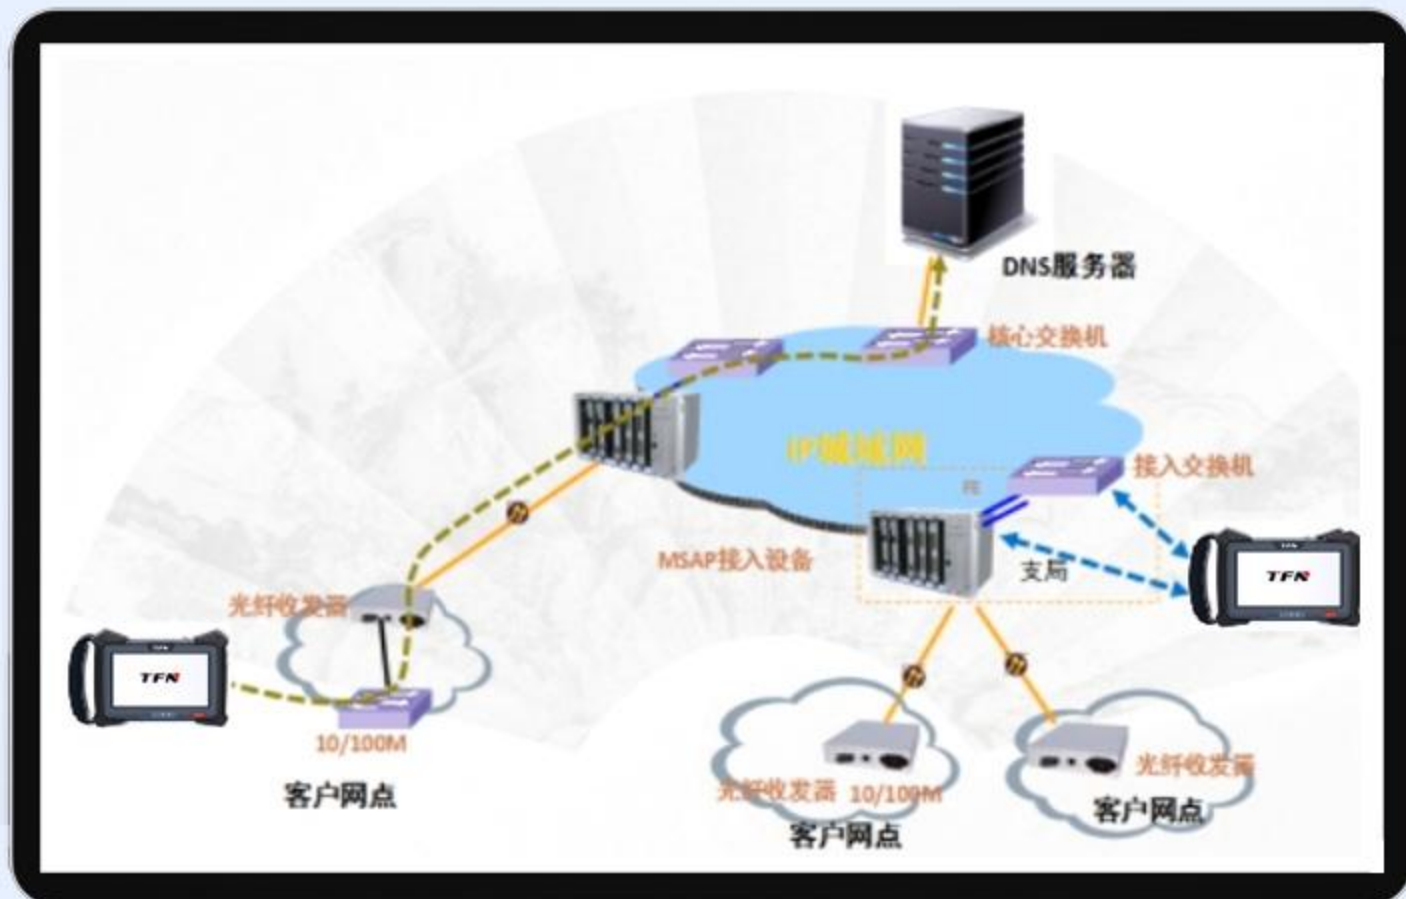 DNS服务器
核心交换机
IP城域网
接入交换机
FE
MSAP接入设备
支局
TFN
TFN
光纤收发器
TFN
TFN
10/100M
客户网点
光纤收发器
10/100M
客户网点
光纤收发器
客户网点